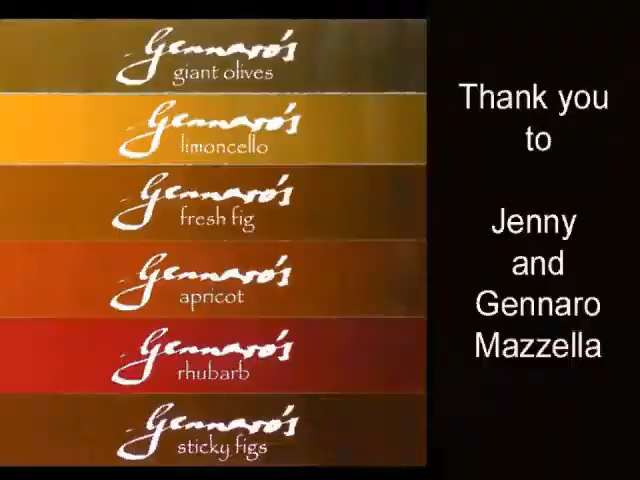 Gennaro's
giant olives
Gennaro's
limoncello
Gennaro's
fresh fig
Gennaro's
apricot
Gennaro's
rhubarb
Gennaro's
sticky figs
Thank you
to
Jenny
and
Gennaro
Mazzella